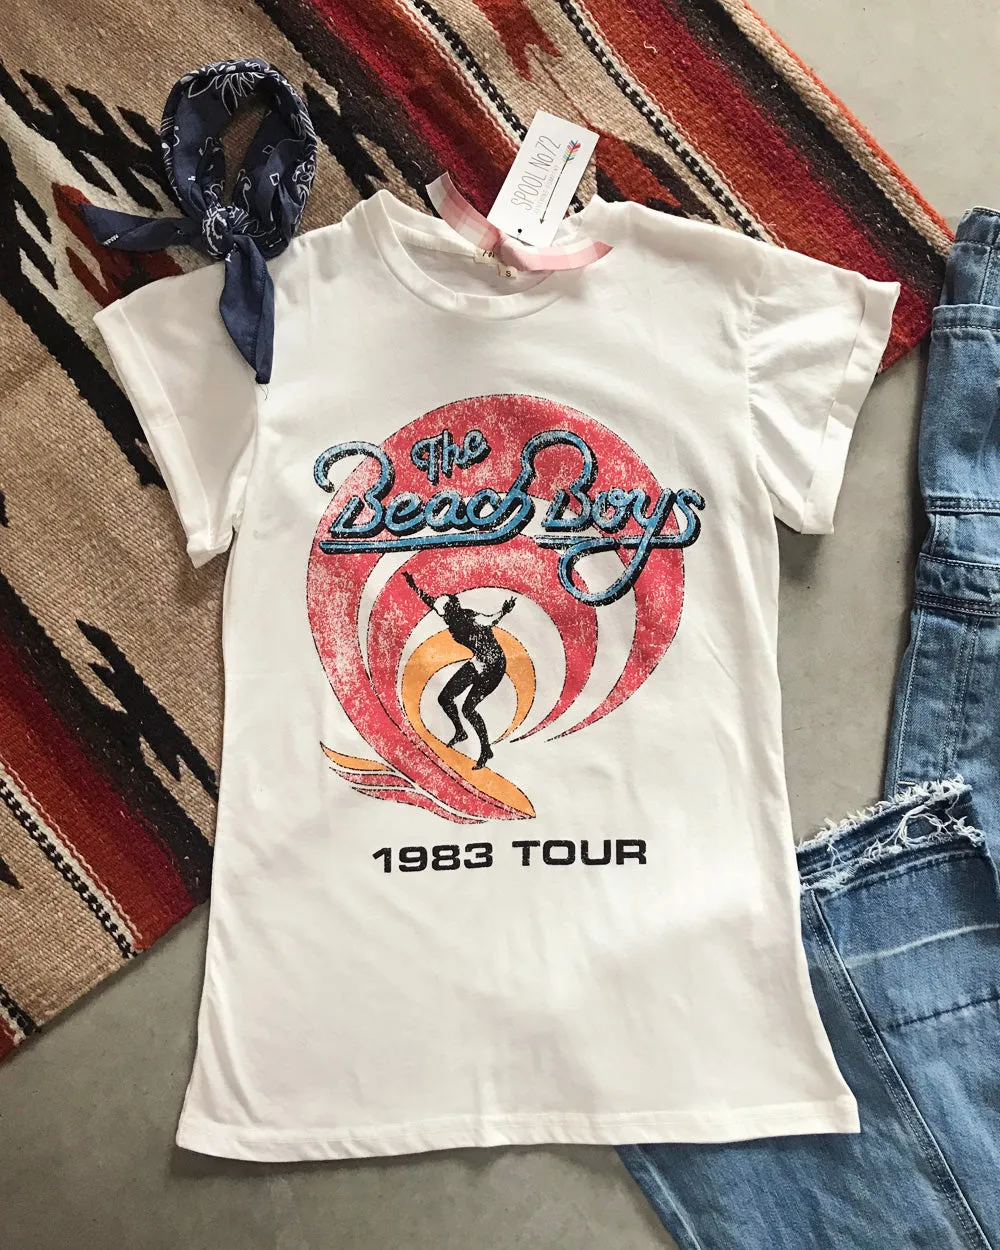 SPOOL No.72
S
The
Beach Boys
1983 TOUR